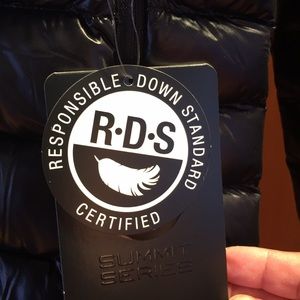 RESPONSIBLE DOWN STANDARD
R·D·S
CERTIFIED
SUMMIT
SERIES